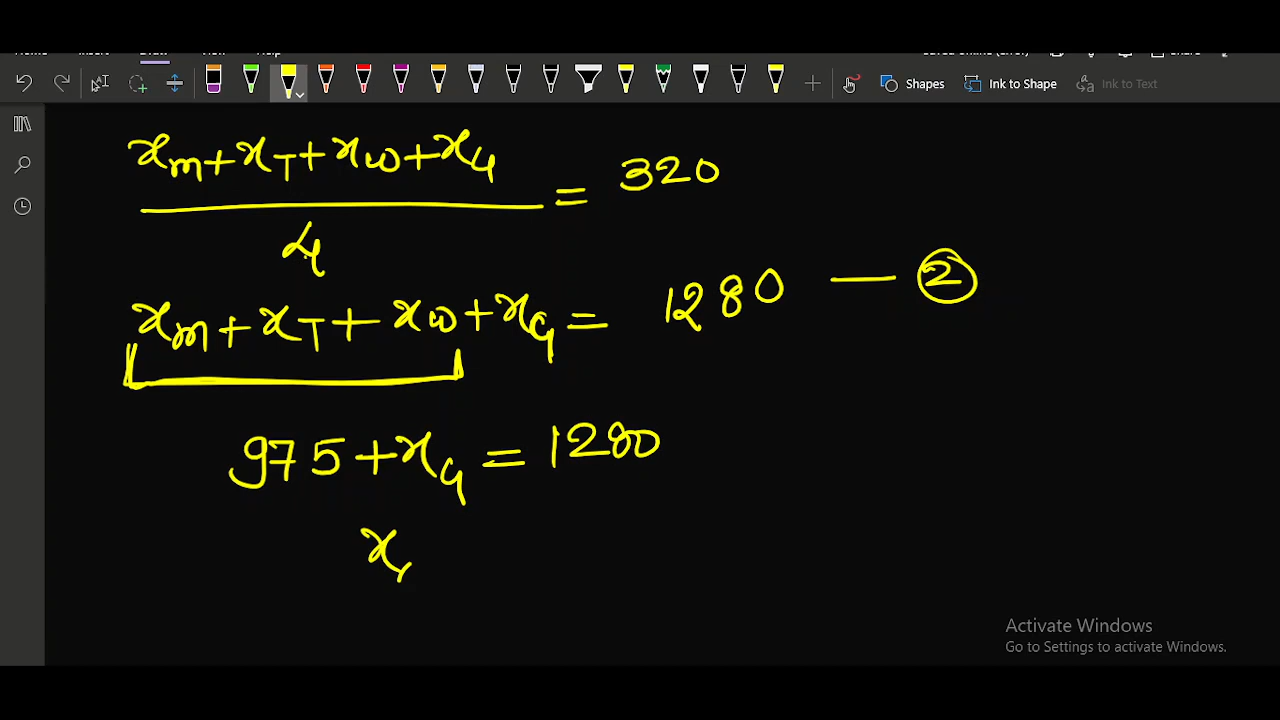 Shapes Ink to Shape Ink to Text
xm+xT+xw+x4
4
= 320
xm+xT+xw+x4 = 1280 — ②
975+x4 = 1280
x
Activate Windows
Go to Settings to activate Windows.